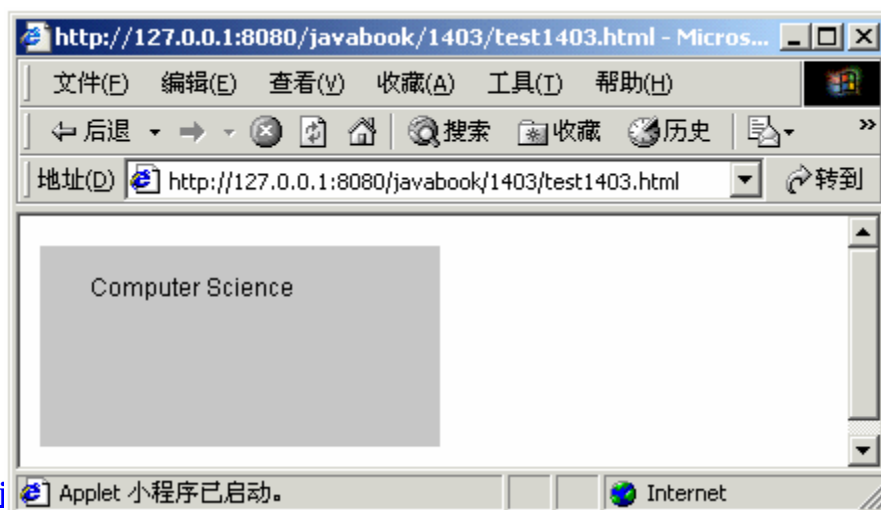 http://127.0.0.1:8080/javabook/1403/test1403.html - Micros...
文件(F) 编辑(E) 查看(V) 收藏(A) 工具(T) 帮助(H)
后退 搜索 收藏 历史 »
地址(D) http://127.0.0.1:8080/javabook/1403/test1403.html 转到
Computer Science
j Applet 小程序已启动。 Internet